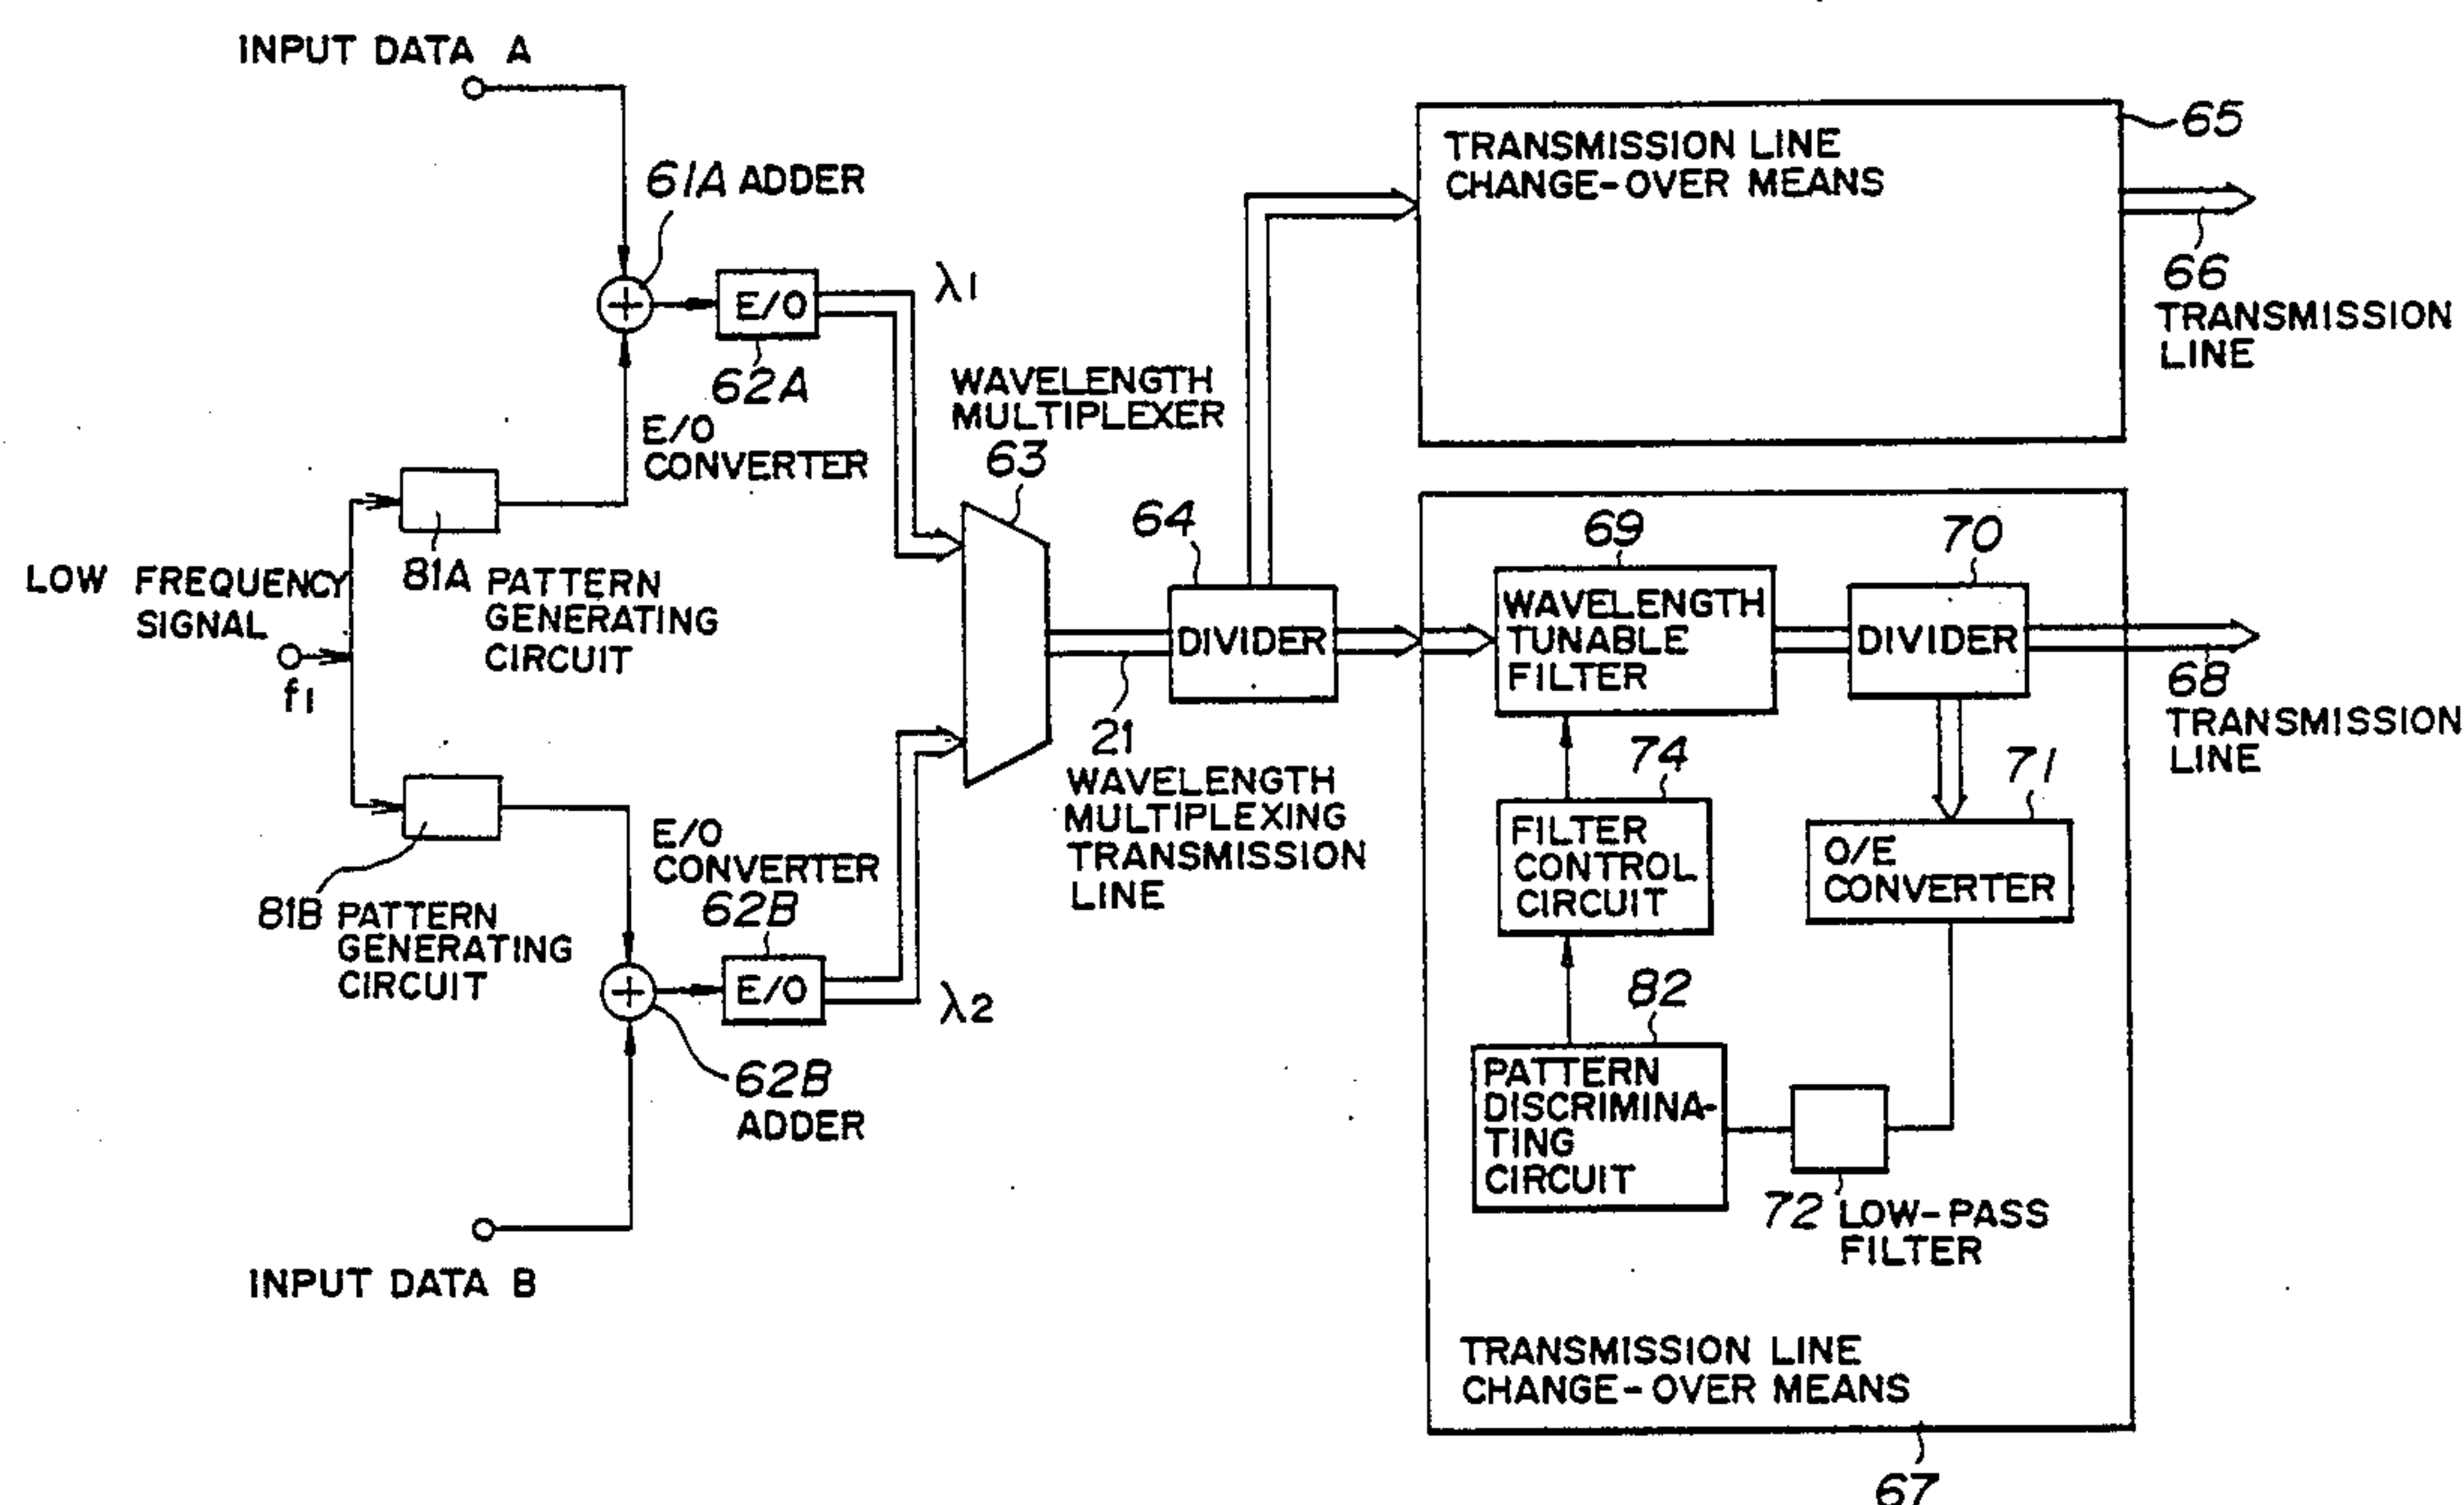 INPUT DATA A
61A ADDER
E/O
λ1
62A
E/O
CONVERTER
LOW FREQUENCY
SIGNAL
f1
81A PATTERN
GENERATING
CIRCUIT
81B PATTERN
GENERATING
CIRCUIT
E/O
CONVERTER
62B
E/O
λ2
62B
ADDER
INPUT DATA B
WAVELENGTH
MULTIPLEXER
63
64
DIVIDER
21
WAVELENGTH
MULTIPLEXING
TRANSMISSION
LINE
TRANSMISSION LINE
CHANGE-OVER MEANS
65
66
TRANSMISSION
LINE
69
WAVELENGTH
TUNABLE
FILTER
70
DIVIDER
68
TRANSMISSION
LINE
74
FILTER
CONTROL
CIRCUIT
71
O/E
CONVERTER
82
PATTERN
DISCRIMINA-
TING
CIRCUIT
72 LOW-PASS
FILTER
TRANSMISSION LINE
CHANGE-OVER MEANS
67